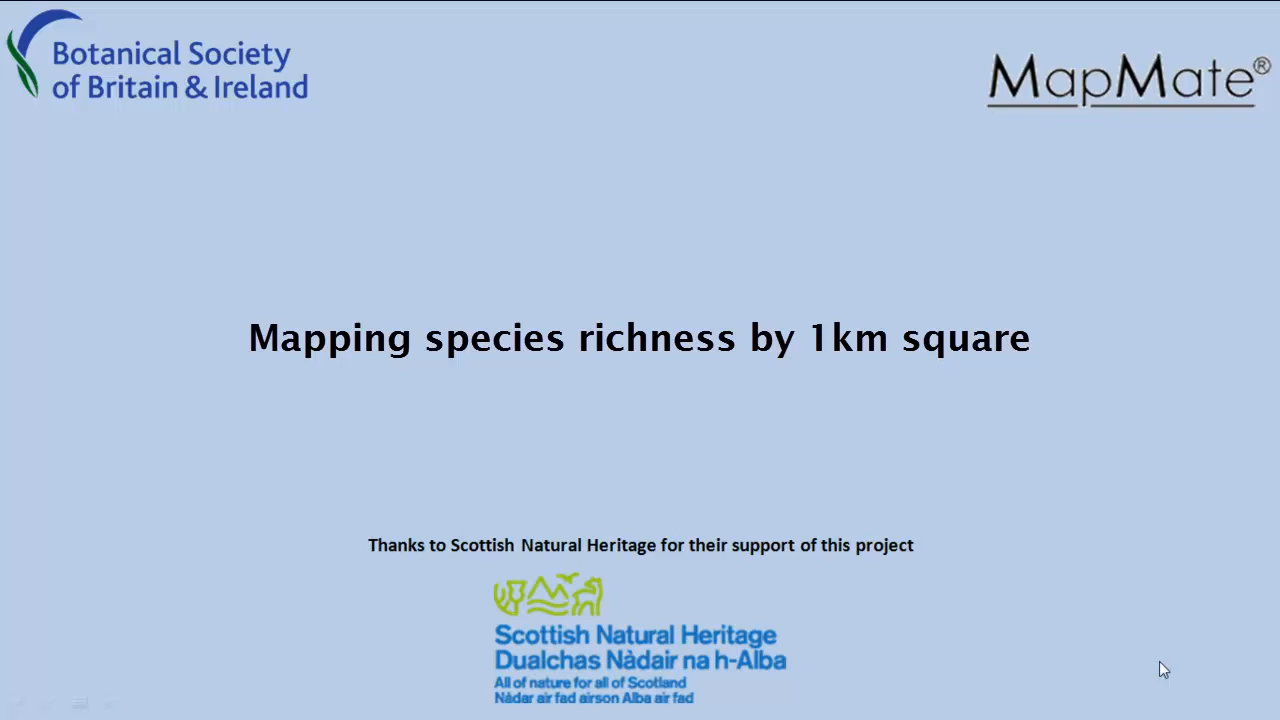 Botanical Society
of Britain & Ireland
MapMate®
Mapping species richness by 1km square
Thanks to Scottish Natural Heritage for their support of this project
Scottish Natural Heritage
Dualchas Nàdair na h-Alba
All of nature for all of Scotland
Nàdar air fad airson Alba air fad